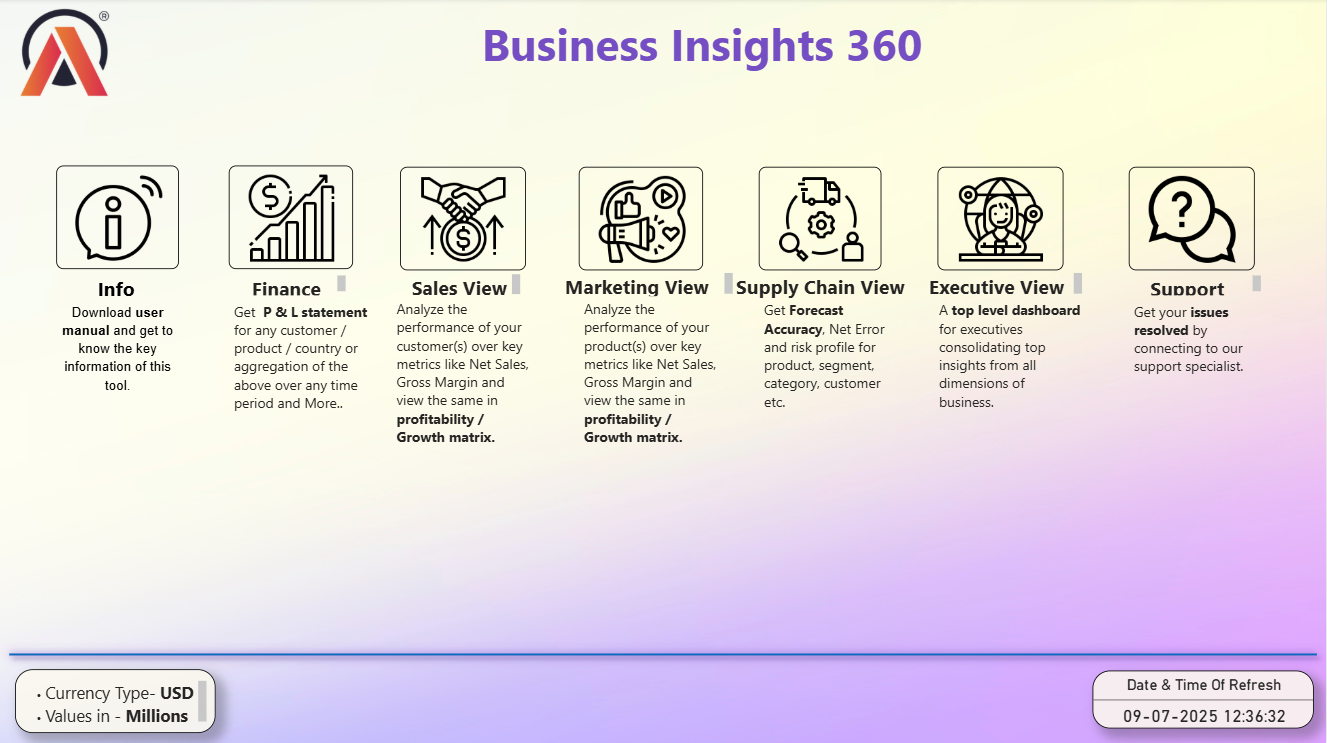 ®
Business Insights 360
Info
Download user
manual and get to
know the key
information of this
tool.
Finance
Get P & L statement
for any customer /
product / country or
aggregation of the
above over any time
period and More..
Sales View
Analyze the
performance of your
customer(s) over key
metrics like Net Sales,
Gross Margin and
view the same in
profitability /
Growth matrix.
Marketing View
Analyze the
performance of your
product(s) over key
metrics like Net Sales,
Gross Margin and
view the same in
profitability /
Growth matrix.
Supply Chain View
Get Forecast
Accuracy, Net Error
and risk profile for
product, segment,
category, customer
etc.
Executive View
A top level dashboard
for executives
consolidating top
insights from all
dimensions of
business.
Support
Get your issues
resolved by
connecting to our
support specialist.
• Currency Type- USD
• Values in - Millions
Date & Time Of Refresh
09-07-2025 12:36:32